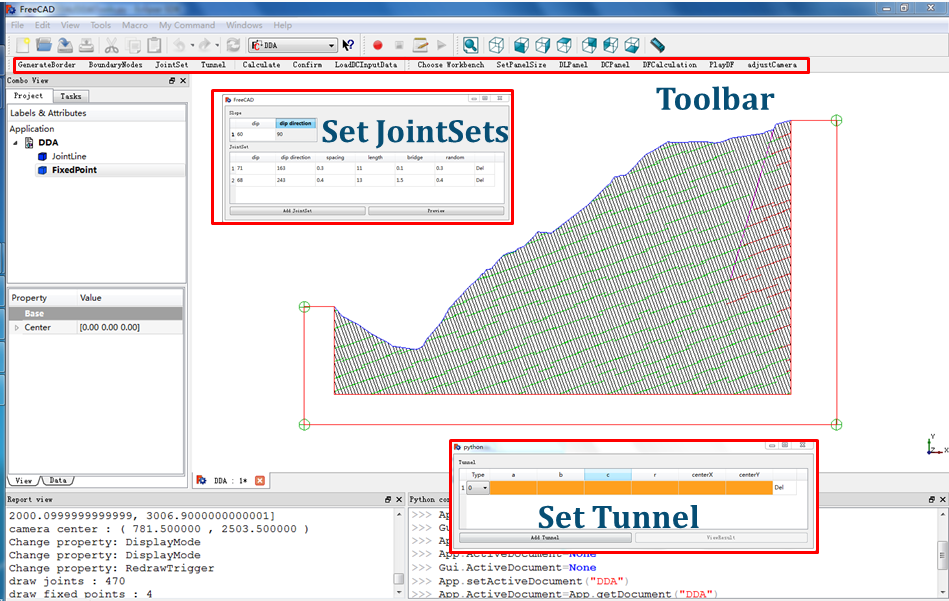 FreeCAD
File Edit View Tools Macro My Command Windows Help
DDA
GenerateBorder BoundaryNodes JointSet Tunnel Calculate Confirm LoadDCInputData Choose Workbench SetPanelSize DLPanel DCPanel DFCalculation PlayDF adjustCamera
Toolbar
Combo View
Project Tasks
Labels & Attributes
Application
DDA
JointLine
FixedPoint
Property Value
Base
Center [0.00 0.00 0.00]
View Data
FreeCAD
Slope
dip dip direction
1 60 90
Set JointSets
JointSet
dip dip direction spacing length bridge random
1 71 163 0.3 11 0.1 0.3 Del
2 68 243 0.4 13 1.5 0.4 Del
Add JointSet Preview
Y
Z X
DDA : 1*
python
Tunnel
Type a b c r centerX centerY
1 0 Del
Set Tunnel
Add Tunnel ViewResult
Report view
2000.0999999999999, 3006.9000000000001]
camera center : ( 781.500000 , 2503.500000 )
Change property: DisplayMode
Change property: DisplayMode
Change property: RedrawTrigger
draw joints : 470
draw fixed points : 4
Python co
>>> Ap
>>> Gu
>>> Ap
>>> App.ActiveDocument=None
>>> Gui.ActiveDocument=None
>>> App.setActiveDocument("DDA")
>>> App.ActiveDocument=App.getDocument("DDA")